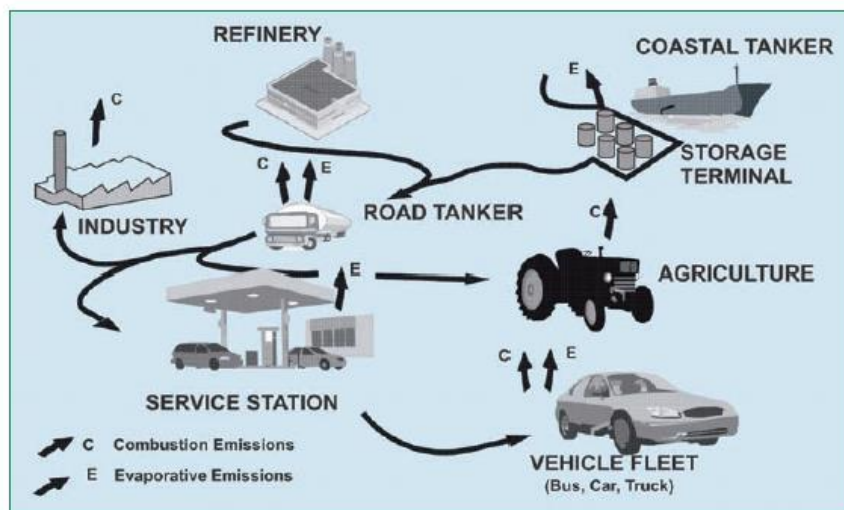 REFINERY
COASTAL TANKER
E
C
STORAGE
TERMINAL
C
E
ROAD TANKER
INDUSTRY
C
E
AGRICULTURE
C
E
SERVICE STATION
C Combustion Emissions
E Evaporative Emissions
VEHICLE FLEET
(Bus, Car, Truck)